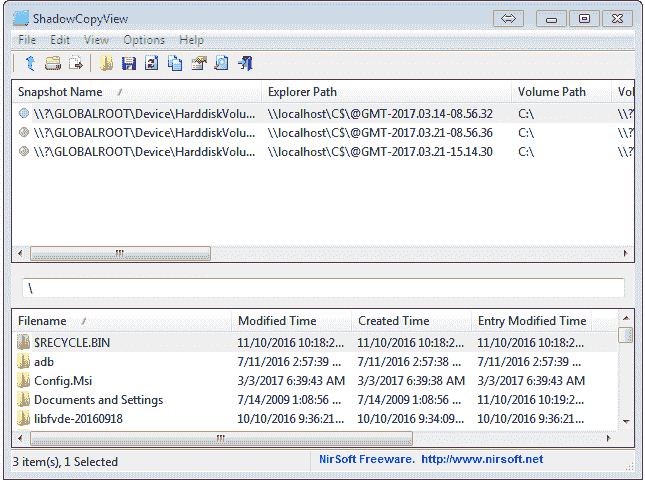 ShadowCopyView
File Edit View Options Help
Snapshot Name Explorer Path Volume Path Vol
\\?\GLOBALROOT\Device\HarddiskVolu... \\localhost\C$\@GMT-2017.03.14-08.56.32 C:\ \\?
\\?\GLOBALROOT\Device\HarddiskVolu... \\localhost\C$\@GMT-2017.03.21-08.56.36 C:\ \\?
\\?\GLOBALROOT\Device\HarddiskVolu... \\localhost\C$\@GMT-2017.03.21-15.14.30 C:\ \\?
\
Filename Modified Time Created Time Entry Modified Time
$RECYCLE.BIN 11/10/2016 10:18:2... 11/10/2016 10:18:2... 11/10/2016 10:18:2...
adb 7/11/2016 2:57:39 ... 7/11/2016 2:57:38 ... 7/11/2016 2:57:39 ...
Config.Msi 3/3/2017 6:39:43 AM 3/3/2017 6:39:38 AM 3/3/2017 6:39:43 AM
Documents and Settings 7/14/2009 1:08:56 ... 7/14/2009 1:08:56 ... 11/10/2016 10:19:2...
libfvde-20160918 10/10/2016 9:36:21... 10/10/2016 9:34:09... 10/10/2016 9:36:21...
3 item(s), 1 Selected NirSoft Freeware. http://www.nirsoft.net